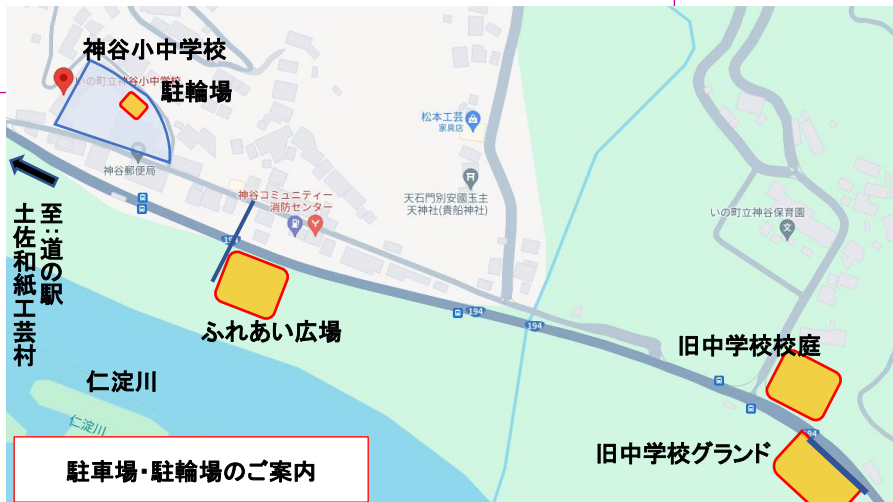 神谷小中学校
いの町立神谷小中学校
駐輪場
神谷郵便局
松本工芸
家具店
神谷コミュニティー
消防センター
天石門別安國玉主
天神社(貴船神社)
いの町立神谷保育園
194
194
194
194
至::道の駅
土佐和紙工芸村
ふれあい広場
旧中学校校庭
仁淀川
仁淀川
旧中学校グランド
駐車場・駐輪場のご案内